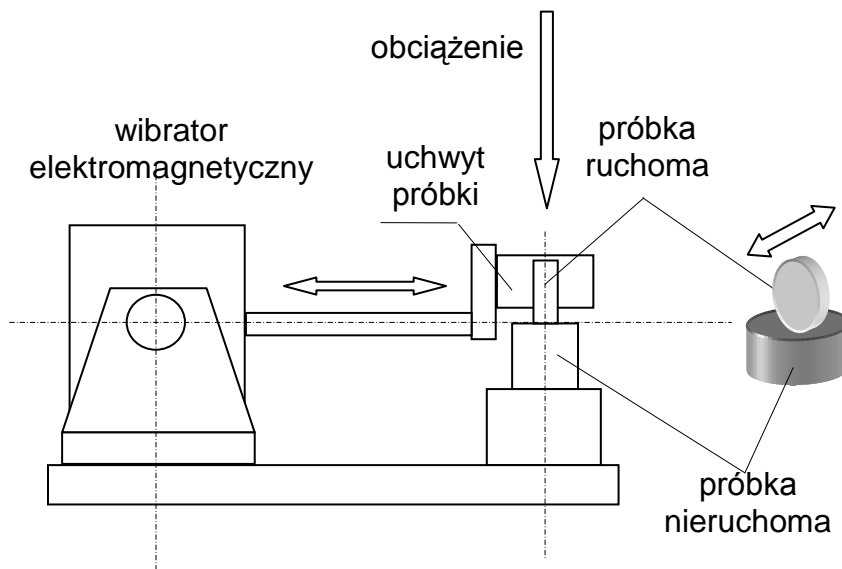 obciążenie
wibrator
elektromagnetyczny
uchwyt
próbki
próbka
ruchoma
próbka
nieruchoma